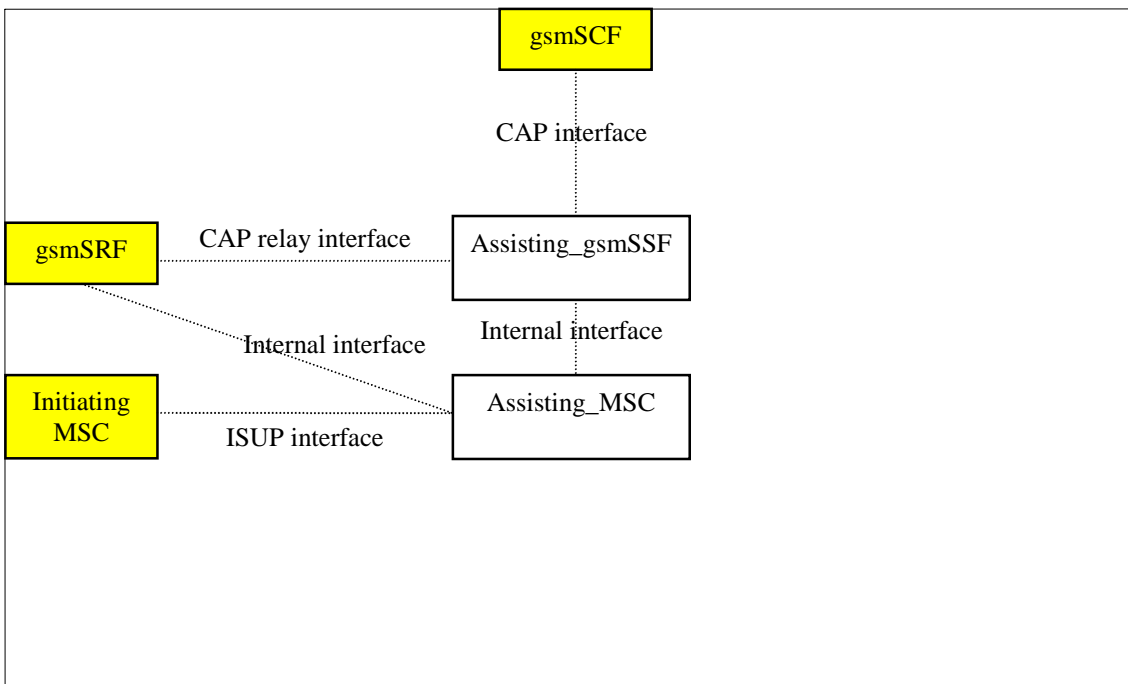 gsmSCF
CAP interface
gsmSRF
CAP relay interface
Assisting_gsmSSF
Internal interface
Internal interface
Initiating
MSC
ISUP interface
Assisting_MSC